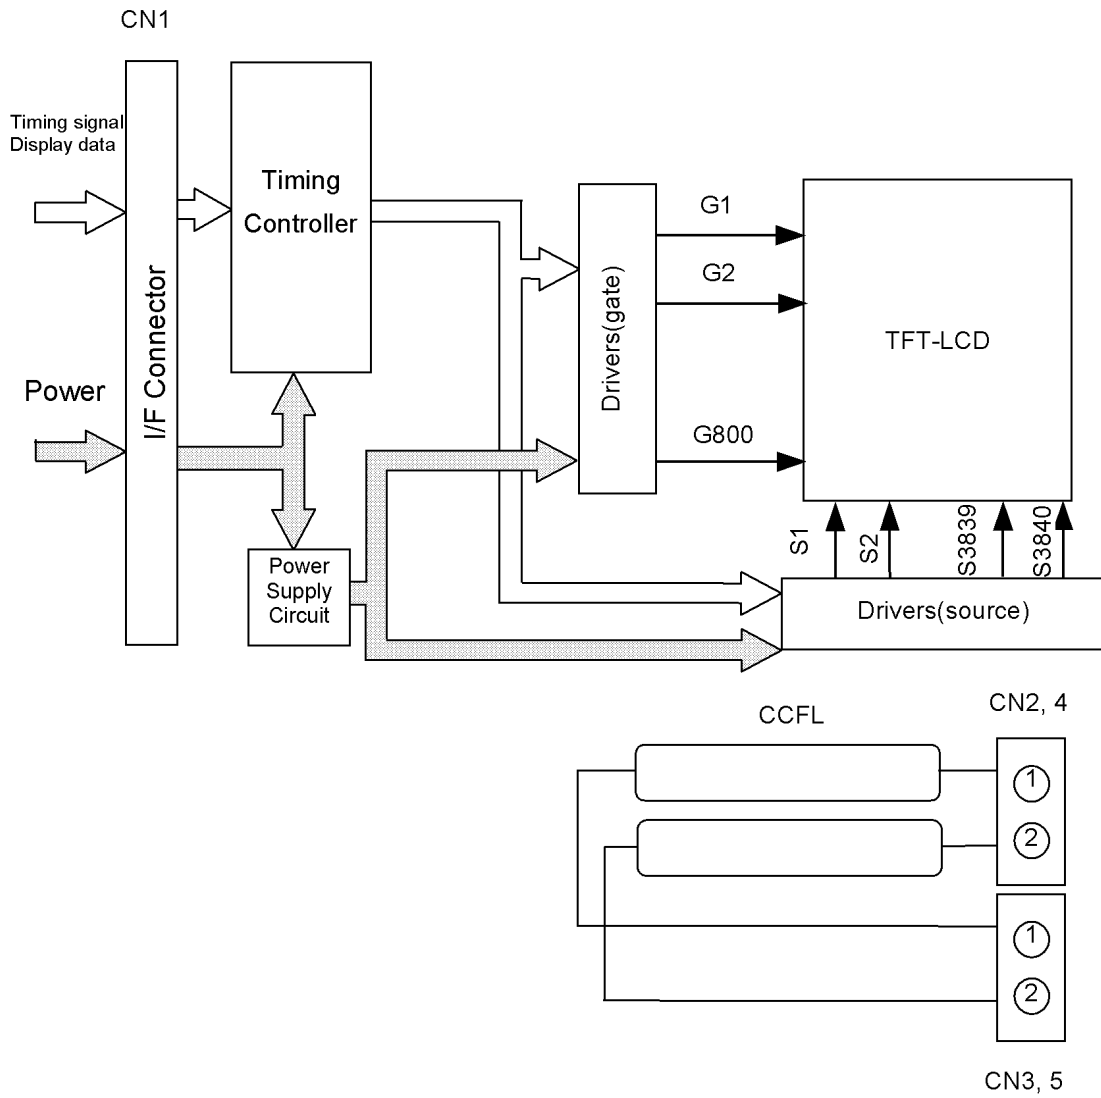 CN1
Timing signal
Display data
Timing
Controller
I/F Connector
Power
Power
Supply
Circuit
Drivers(gate)
G1
G2
G800
TFT-LCD
S1
S2
S3839
S3840
Drivers(source)
CCFL
CN2, 4
1
2
1
2
CN3, 5